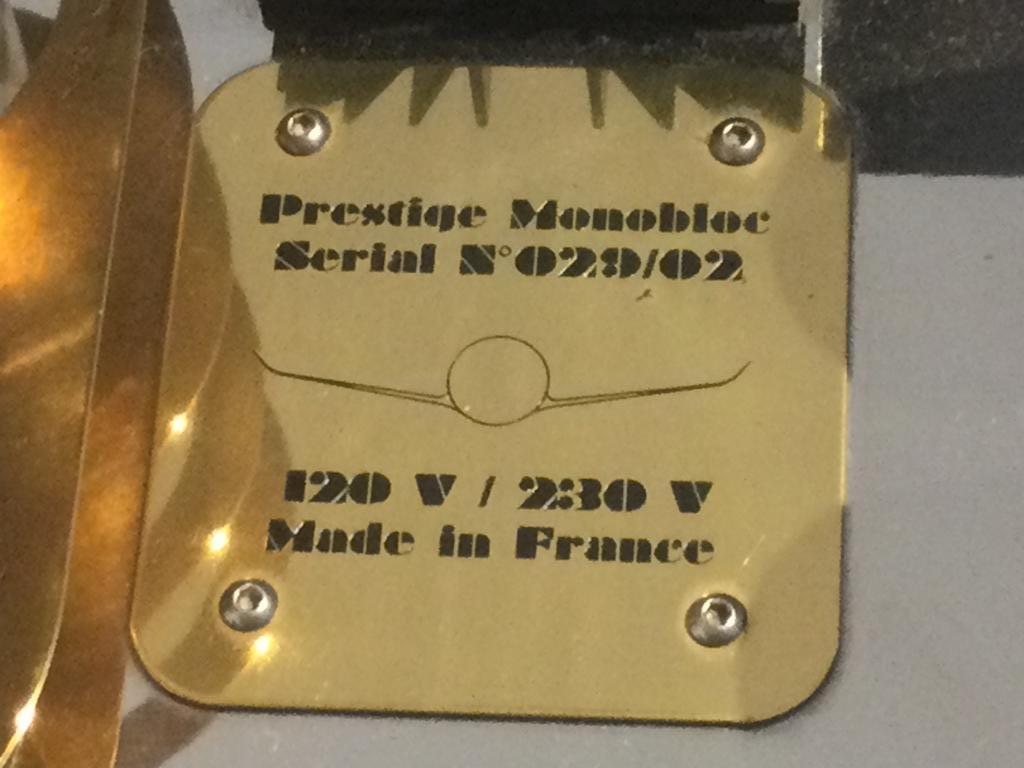 Prestige Monobloc
Serial N°029/02
120 V / 230 V
Made in France